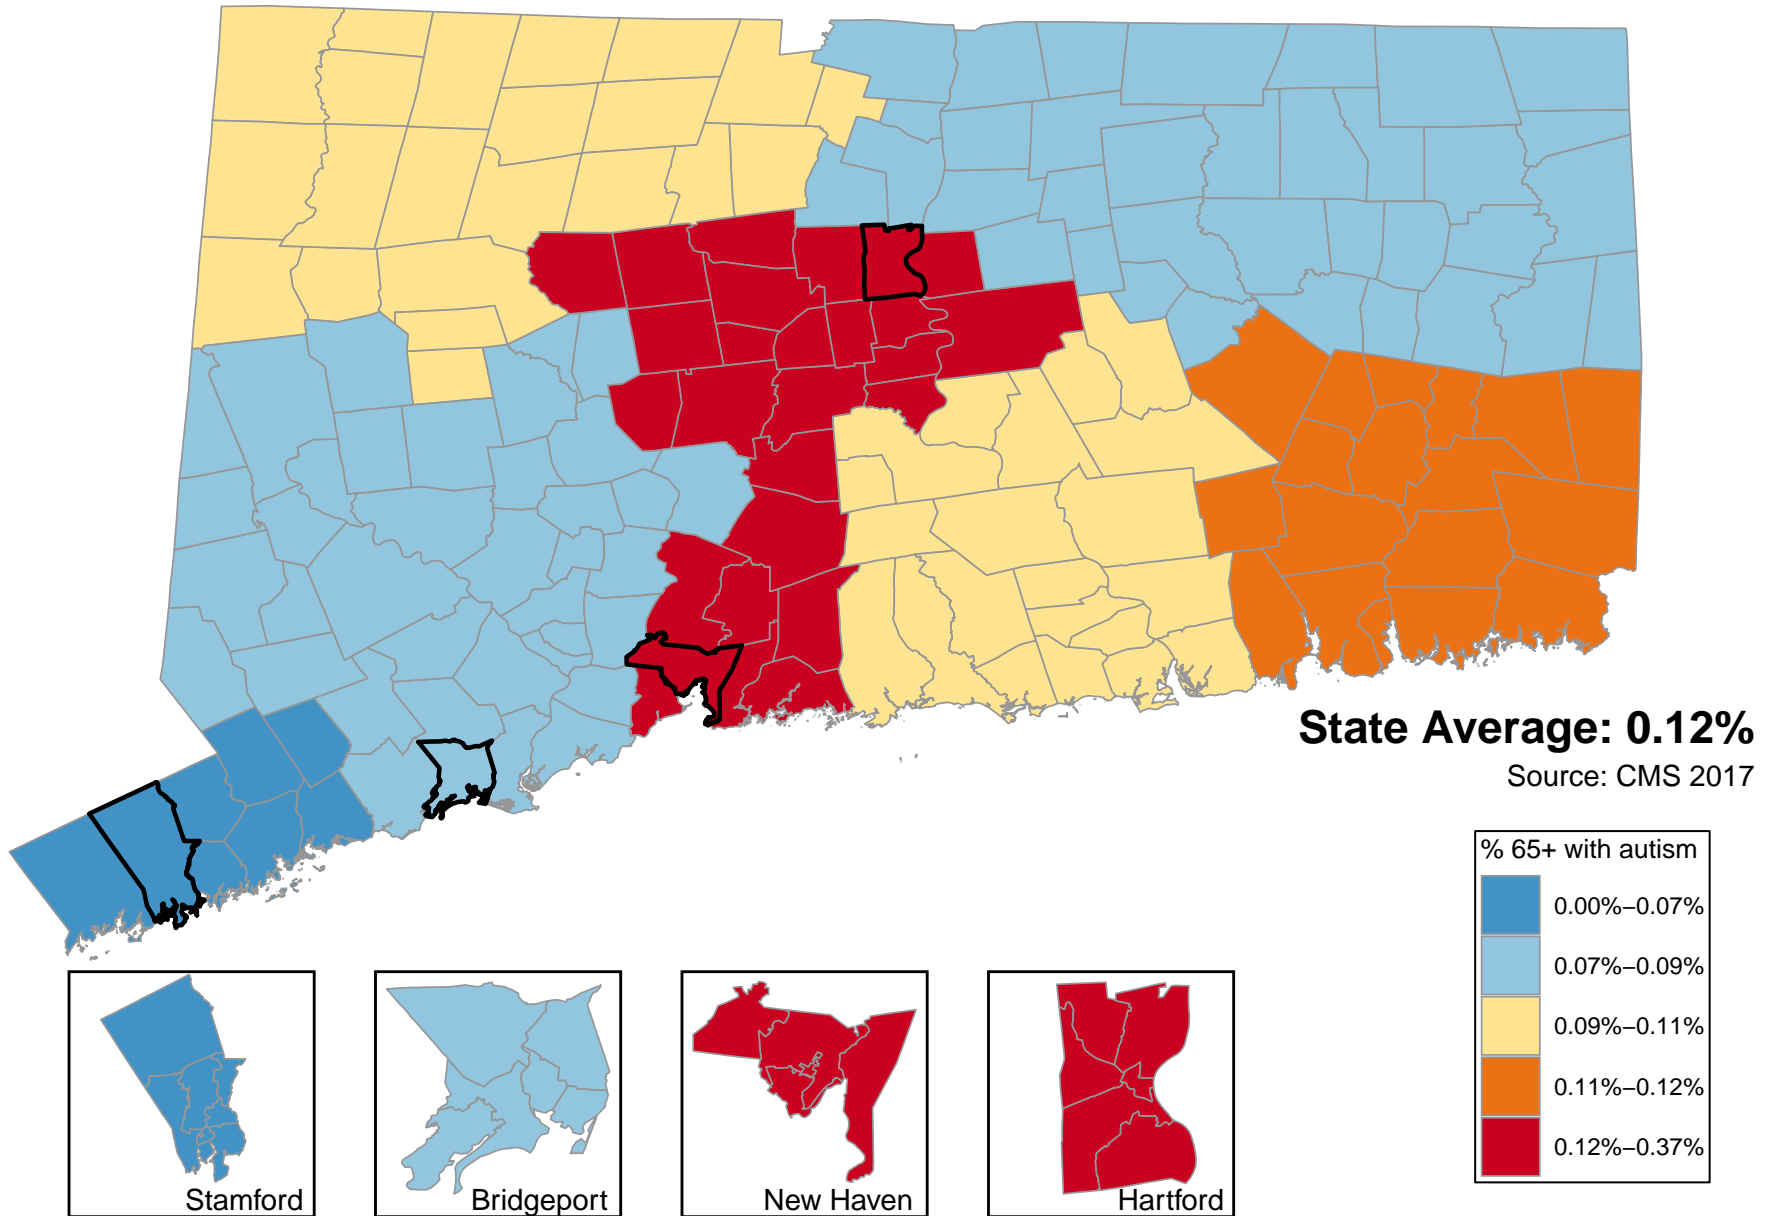 State Average: 0.12%
Source: CMS 2017
% 65+ with autism
0.00%−0.07%
0.07%−0.09%
0.09%−0.11%
0.11%−0.12%
0.12%−0.37%
Stamford
Bridgeport
New Haven
Hartford